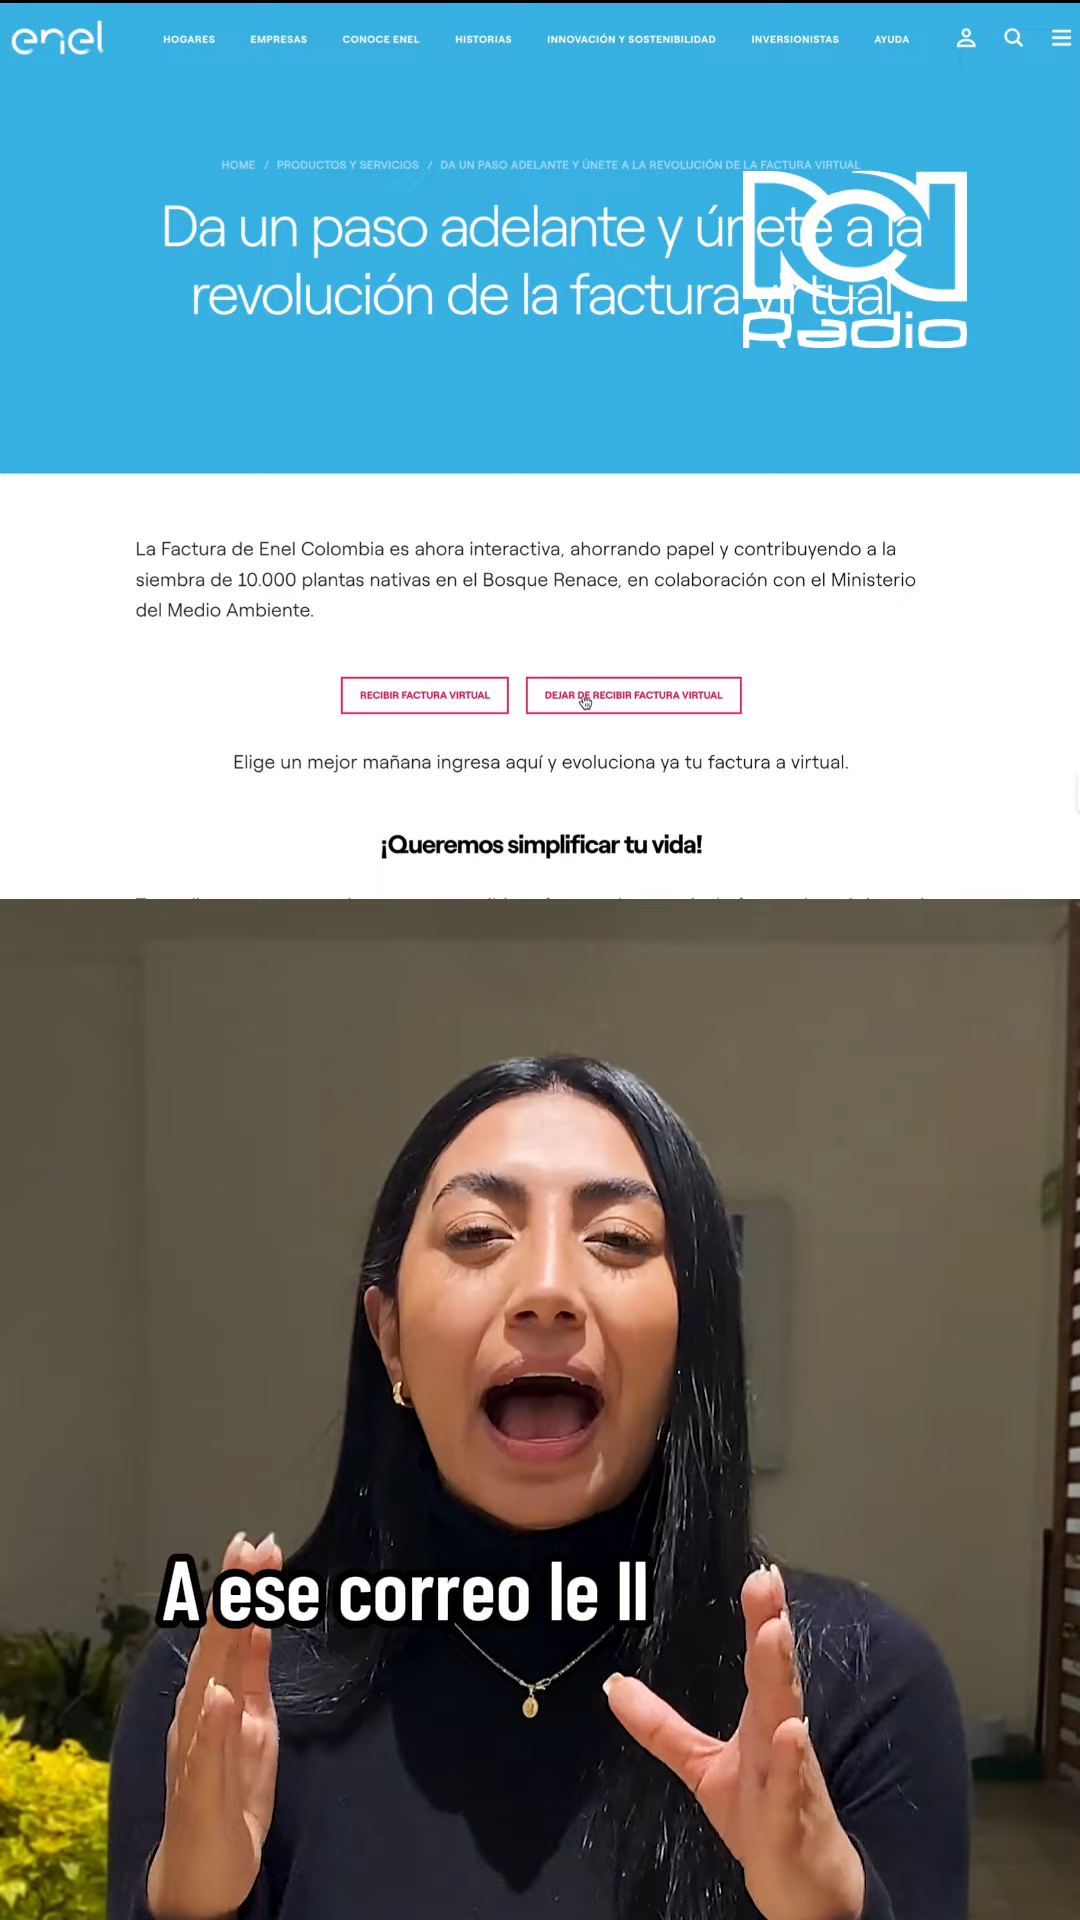 enel
HOGARES
EMPRESAS
CONOCE ENEL
HISTORIAS
INNOVACIÓN Y SOSTENIBILIDAD
INVERSIONISTAS
AYUDA
HOME / PRODUCTOS Y SERVICIOS / DA UN PASO ADELANTE Y ÚNETE A LA REVOLUCIÓN DE LA FACTURA VIRTUAL
Da un paso adelante y únete a la
revolución de la factura virtual
RCN
Radio
La Factura de Enel Colombia es ahora interactiva, ahorrando papel y contribuyendo a la
siembra de 10.000 plantas nativas en el Bosque Renace, en colaboración con el Ministerio
del Medio Ambiente.
RECIBIR FACTURA VIRTUAL
DEJAR DE RECIBIR FACTURA VIRTUAL
Elige un mejor mañana ingresa aquí y evoluciona ya tu factura a virtual.
¡Queremos simplificar tu vida!
A ese correo le ll